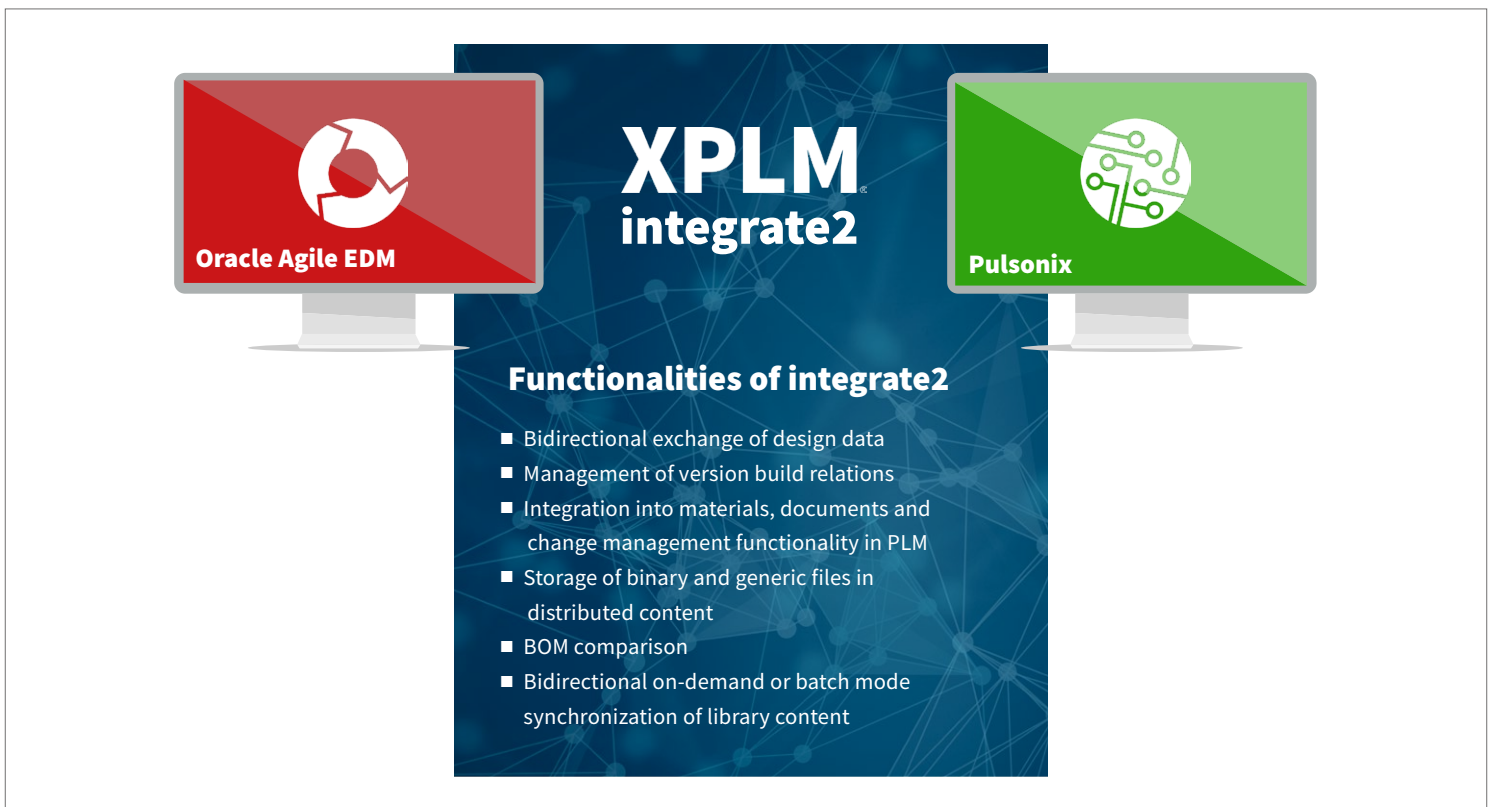 XPLM
integrate2
Oracle Agile EDM
Pulsonix
Functionalities of integrate2
■ Bidirectional exchange of design data
■ Management of version build relations
■ Integration into materials, documents and
change management functionality in PLM
■ Storage of binary and generic files in
distributed content
■ BOM comparison
■ Bidirectional on-demand or batch mode
synchronization of library content